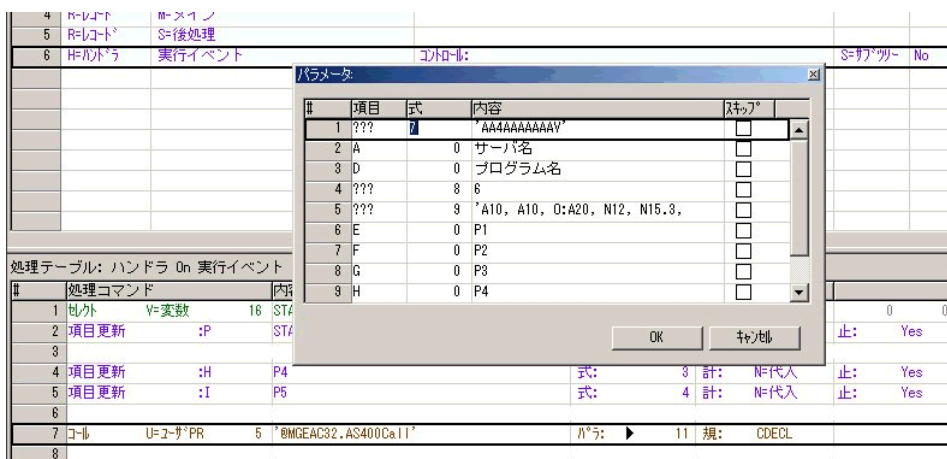 4 R=ﾚｺｰﾄﾞ M=メイン
5 R=ﾚｺｰﾄﾞ S=後処理
6 H=ﾊﾝﾄﾞﾗ 実行イベント ｺﾝﾄﾛｰﾙ: S=ｻﾌﾞﾂﾘｰ No
パラメータ:
# 項目 式 内容 ｽｷｯﾌﾟ
1 ??? 7 'AA4AAAAAAAV'
2 A 0 サーバ名
3 D 0 プログラム名
4 ??? 8 6
5 ??? 9 'A10, A10, O:A20, N12, N15.3,
6 E 0 P1
7 F 0 P2
8 G 0 P3
9 H 0 P4
OK ｷｬﾝｾﾙ
処理テーブル: ハンドラ On 実行イベント
# 処理コマンド
1 ｾﾚｸﾄ V=変数 16 STA 0
2 項目更新 :P STA 止: Yes
3
4 項目更新 :H P4 式: 3 計: N=代入 止: Yes
5 項目更新 :I P5 式: 4 計: N=代入 止: Yes
6
7 ｺｰﾙ U=ﾕｰｻﾞPR 5 '@MGEAC32.AS400Call' ﾊﾟﾗ: 11 規: CDECL
8